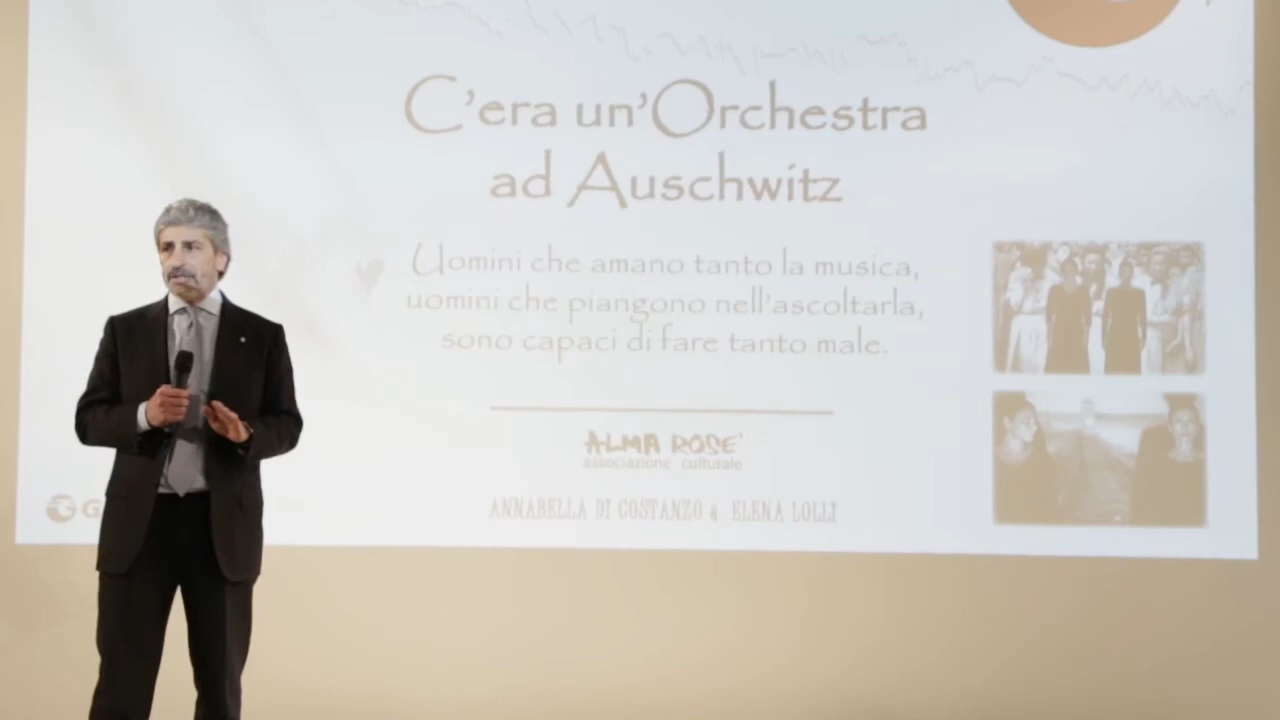 C'era un'Orchestra
ad Auschwitz
Uomini che amano tanto la musica,
uomini che piangono nell'ascoltarla,
sono capaci di fare tanto male.
ALMA ROSE'
associazione culturale
ANNABELLA DI COSTANZO & ELENA LOLLI
G